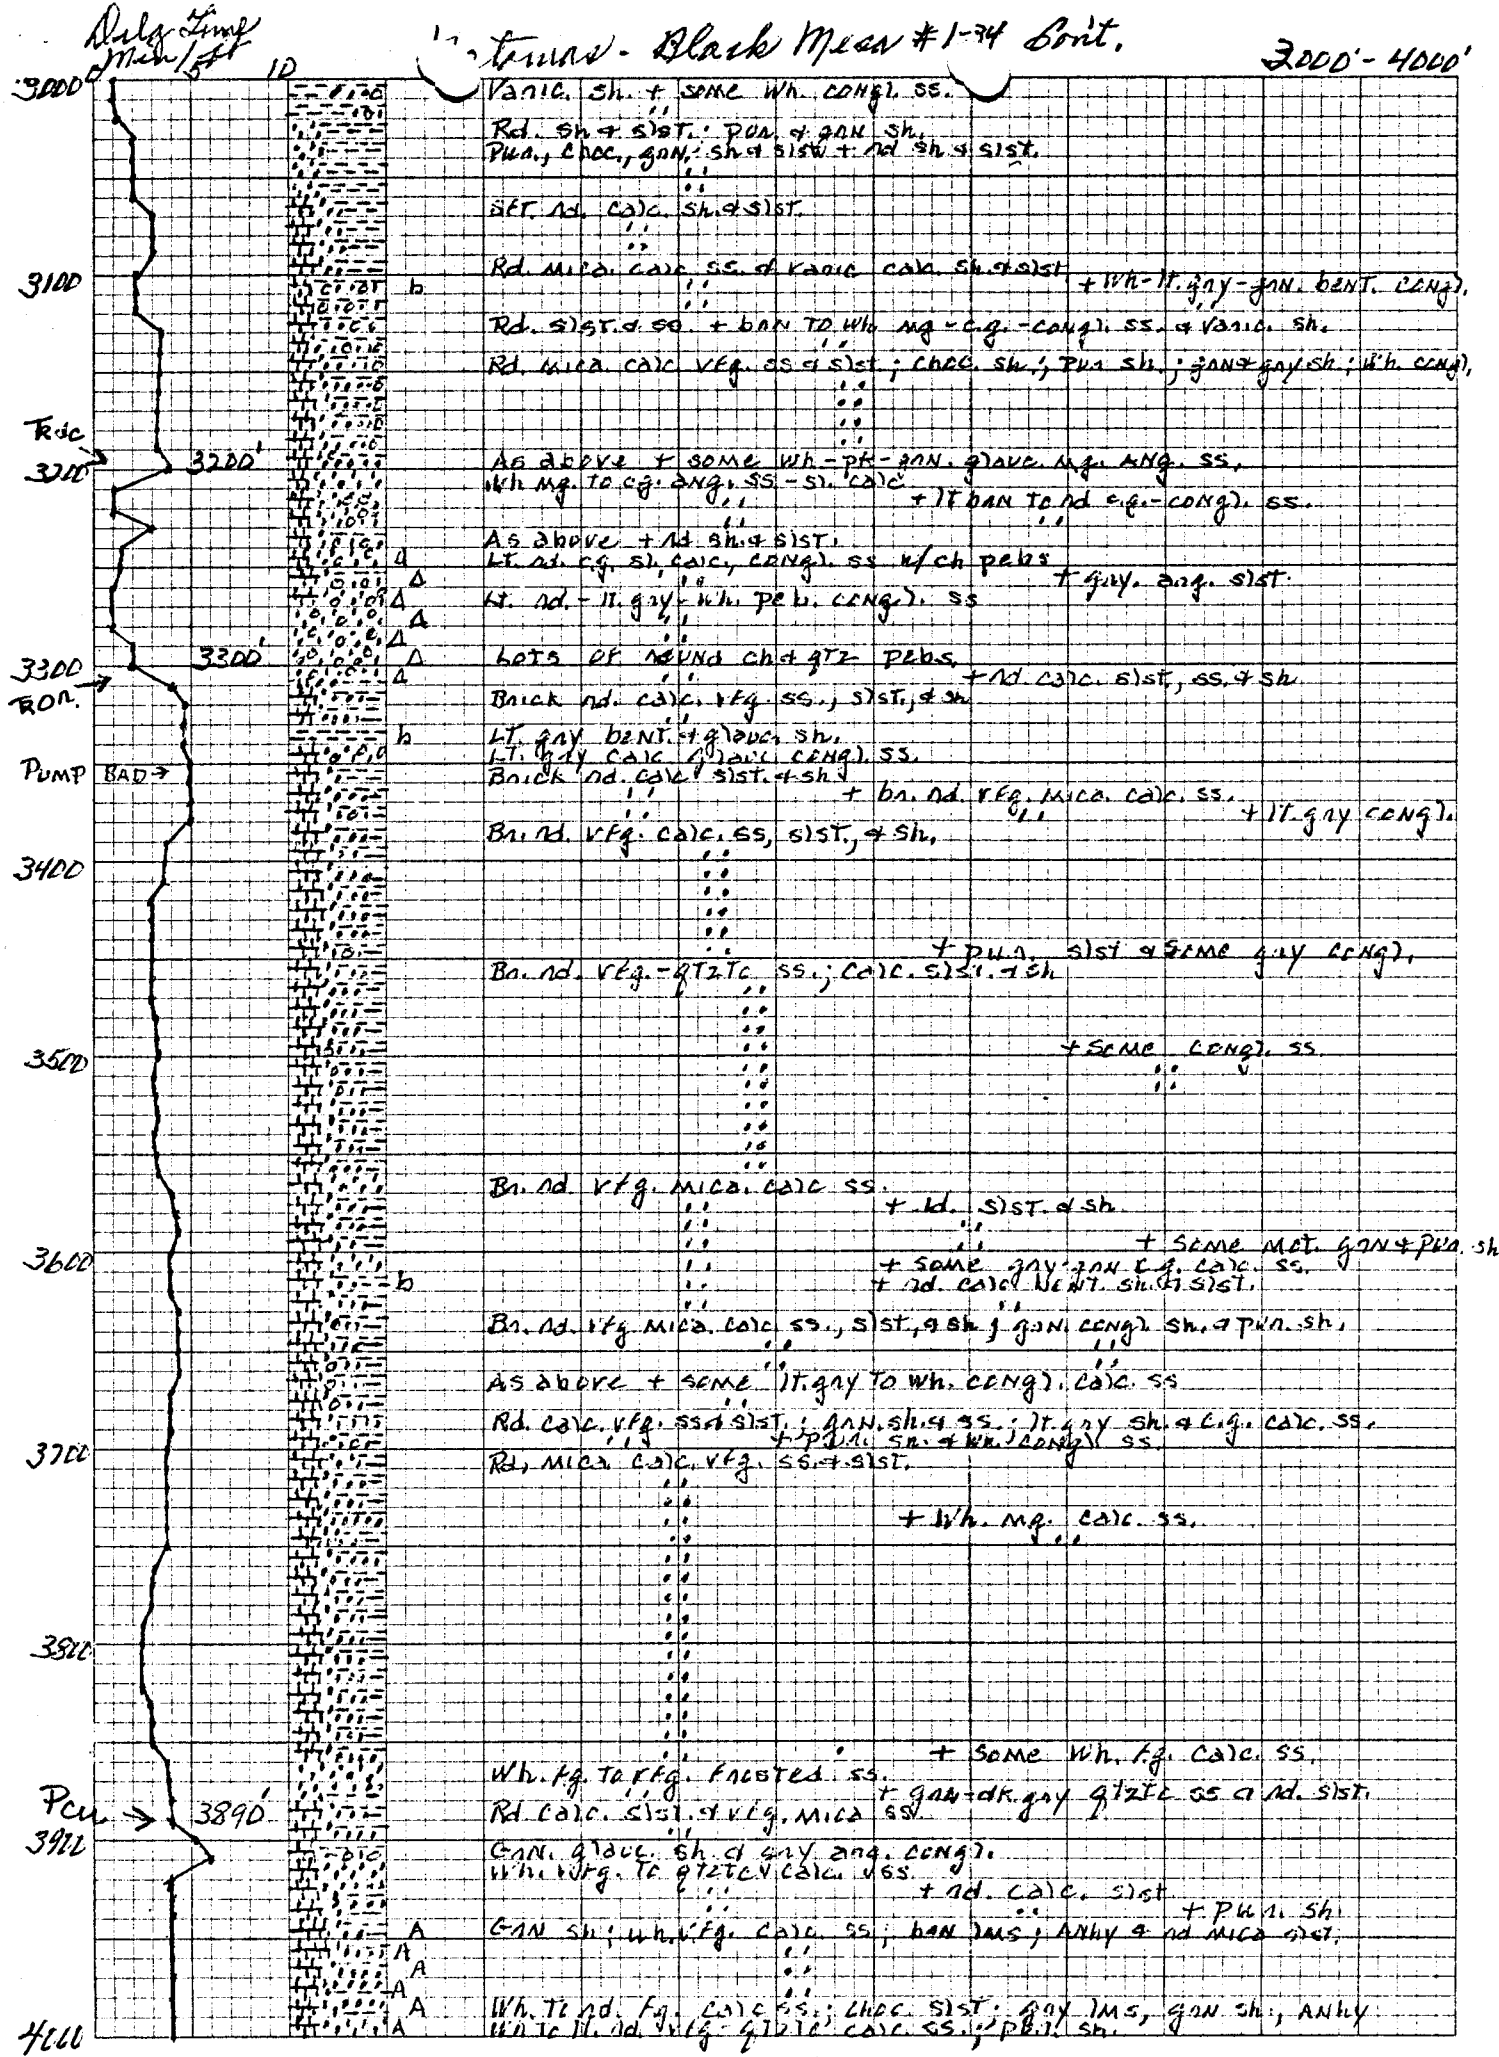 Drlg Time
Min/5ft
0 5 10
tomas - Black Mesa #1-34 Con't.
3000' - 4000'
3000
Varic. sh. + some wh. congl. ss.
Rd. sh & slst.; pur. & grn sh.
Pur., choc., grn. sh & slst + rd sh & slst.
Sft. rd. calc. sh. & slst.
Rd. mica. calc. ss. & varic calc. sh. & slst
+ wh-lt. gry-grn. bent. congl.
3100
b
Rd. slst. & ss. + brn to wh mg-c.g.-congl. ss. & varic. sh.
Rd. mica. calc vfg. ss & slst; choc. sh.; pur sh.; grn & gry sh; wh. congl.
TRdc
3200'
As above + some wh-pk-grn. glauc. mg. ang. ss.
3200
Wh mg. to cg. ang. ss - sl. calc
+ lt brn to rd c.g.-congl. ss.
As above + rd sh. & slst.
Lt. rd. c.g. sl. calc, congl. ss w/ch pebs
+ gry. ang. slst.
Lt. rd. - lt. gry-wh. peb. congl. ss
3300'
Lots of round ch & qtz pebs.
3300
+ rd. calc. slst., ss. & sh
TROR.
Brick rd. calc. vfg. ss., slst., & sh
b
Lt. gry bent. & glauc. sh.
Lt. gry calc glauc congl. ss.
PUMP BAD →
Brick rd. calc slst. & sh
+ br. rd. vfg. mica. calc. ss.
+ lt. gry congl.
Br. rd. vfg. calc. ss, slst., & sh.
3400
+ pur. slst & some gry congl.
Br. rd. vfg.-qtztc ss.; calc. slst. & sh
3500
+ some congl. ss.
Br. rd. vfg. mica. calc ss.
+ rd. slst. & sh
+ some mot. grn & pur. sh
3600
+ some gry-grn c.g. calc. ss.
b
+ rd. calc bent. sh. & slst.
Br. rd. vfg mica. calc ss., slst., & sh; grn. congl sh. & pur. sh.
As above + some lt. gry to wh. congl. calc. ss
Rd. calc. vfg. ss & slst.; grn. sh. & ss.; lt. gry sh. & c.g. calc. ss.
3700
+ pur. sh. & wh. congl ss.
Rd. mica calc. vfg. ss. & slst.
+ Wh. mg. calc. ss.
3800
+ some wh. fg. calc. ss.
Wh. fg. to vfg. frosted ss.
+ grn-dk. gry qtztc ss & rd. slst.
3890'
Rd calc. slst. & vfg. mica ss
3900
Grn. glauc. sh & gry ang. congl.
Wh. vfg. to qtztc calc. ss.
+ rd. calc. slst
+ pur. sh
A
Grn sh; wh. vfg. calc. ss; brn lms; Anhy & rd mica slst.
A
A
A
A
Wh. to rd. fg. calc ss.; choc slst; gry lms, grn sh., Anhy
4000
A
Wh to lt. rd. vfg-qtztc calc. ss.; pur. sh.